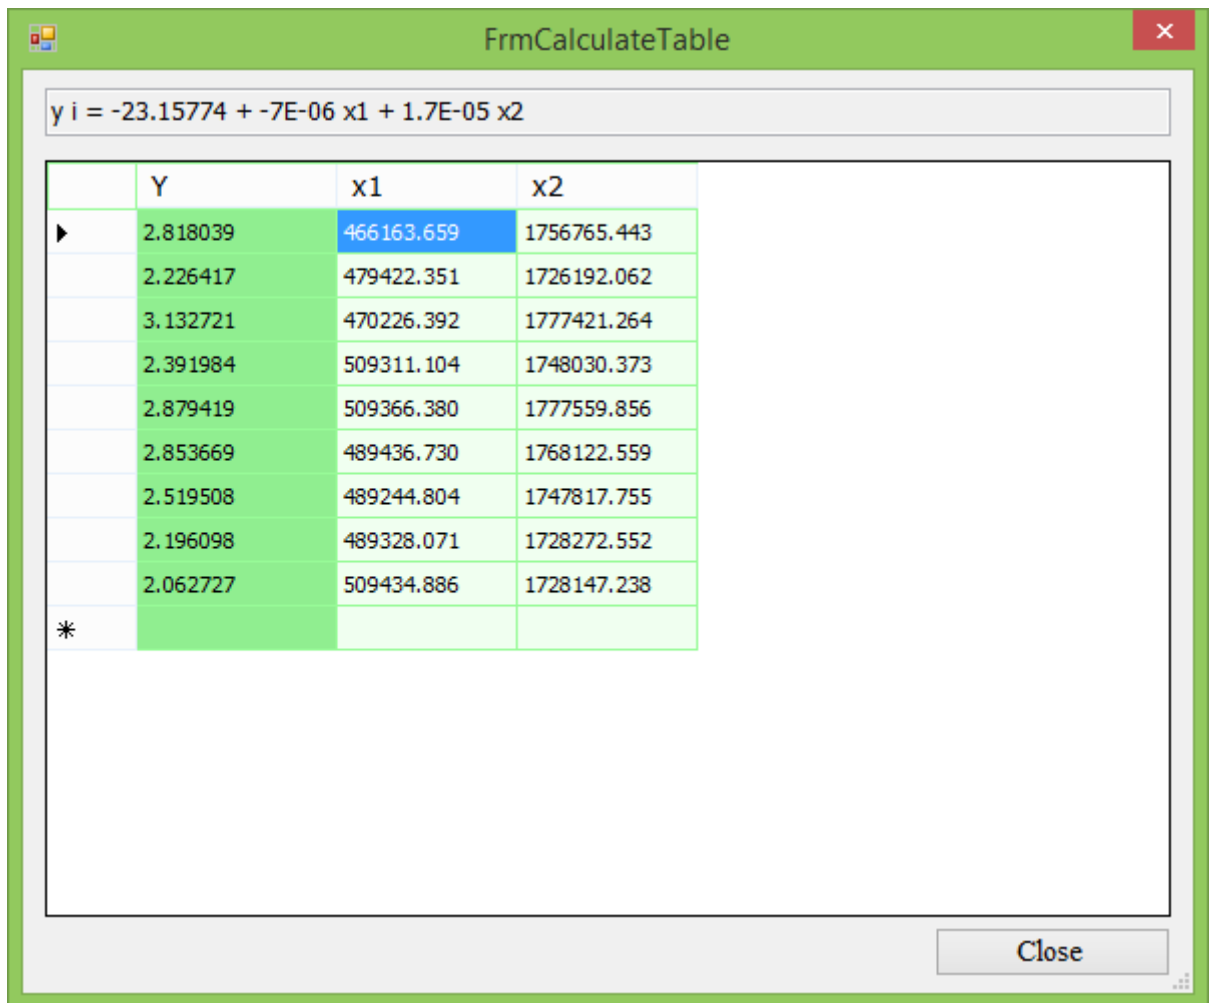 FrmCalculateTable
y i = -23.15774 + -7E-06 x1 + 1.7E-05 x2
Y x1 x2
2.818039 466163.659 1756765.443
2.226417 479422.351 1726192.062
3.132721 470226.392 1777421.264
2.391984 509311.104 1748030.373
2.879419 509366.380 1777559.856
2.853669 489436.730 1768122.559
2.519508 489244.804 1747817.755
2.196098 489328.071 1728272.552
2.062727 509434.886 1728147.238
Close